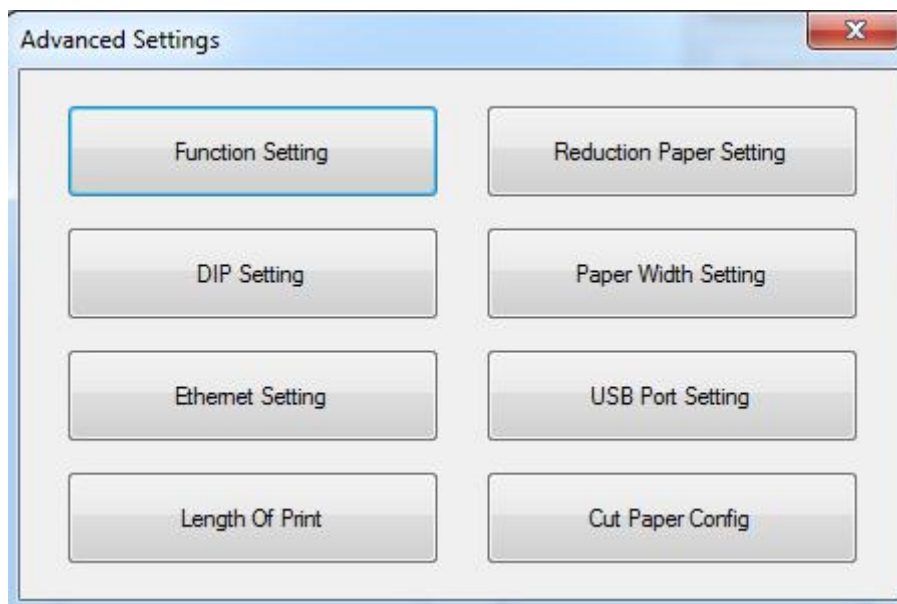 Advanced Settings
Function Setting
Reduction Paper Setting
DIP Setting
Paper Width Setting
Ethernet Setting
USB Port Setting
Length Of Print
Cut Paper Config